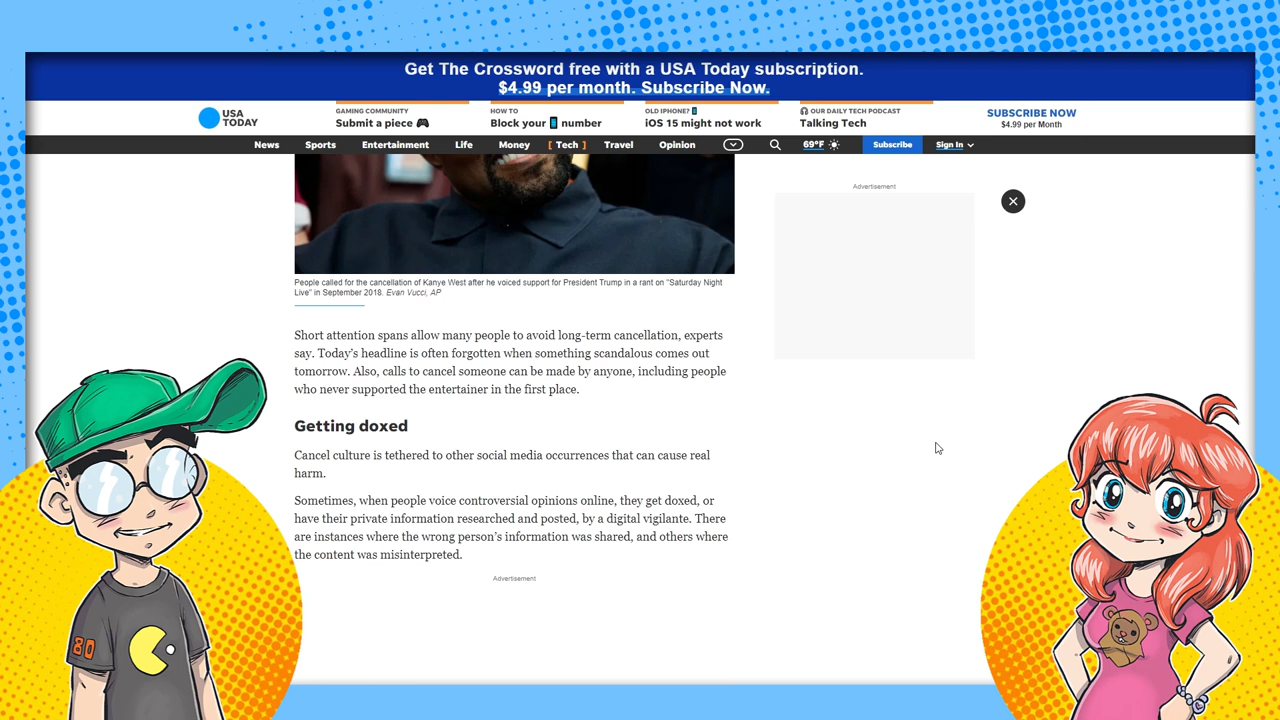 Get The Crossword free with a USA Today subscription.
$4.99 per month. Subscribe Now.
USA
TODAY
GAMING COMMUNITY
Submit a piece
HOW TO
Block your number
OLD IPHONE?
iOS 15 might not work
OUR DAILY TECH PODCAST
Talking Tech
SUBSCRIBE NOW
$4.99 per Month
News Sports Entertainment Life Money [ Tech ] Travel Opinion 69°F Subscribe Sign In
Advertisement
People called for the cancellation of Kanye West after he voiced support for President Trump in a rant on "Saturday Night
Live" in September 2018. Evan Vucci, AP
Short attention spans allow many people to avoid long-term cancellation, experts
say. Today's headline is often forgotten when something scandalous comes out
tomorrow. Also, calls to cancel someone can be made by anyone, including people
who never supported the entertainer in the first place.
Getting doxed
Cancel culture is tethered to other social media occurrences that can cause real
harm.
Sometimes, when people voice controversial opinions online, they get doxed, or
have their private information researched and posted, by a digital vigilante. There
are instances where the wrong person's information was shared, and others where
the content was misinterpreted.
Advertisement
80